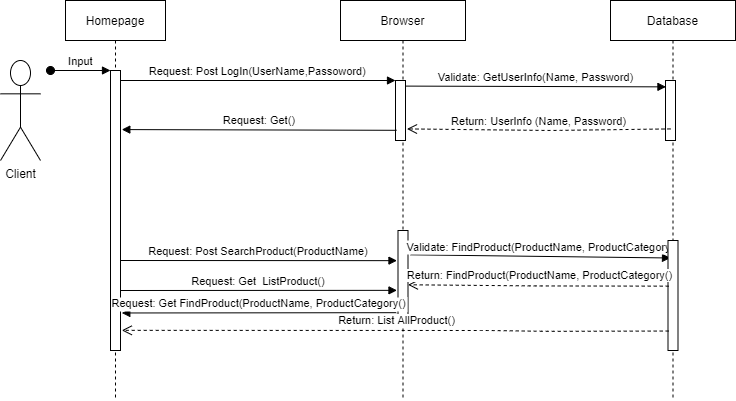 Homepage
Browser
Database
Input
Request: Post LogIn(UserName,Passoword)
Validate: GetUserInfo(Name, Password)
Request: Get()
Return: UserInfo (Name, Password)
Client
Request: Post SearchProduct(ProductName)
Validate: FindProduct(ProductName, ProductCategory
Request: Get  ListProduct()
Return: FindProduct(ProductName, ProductCategory()
Request: Get FindProduct(ProductName, ProductCategory()
Return: List AllProduct()